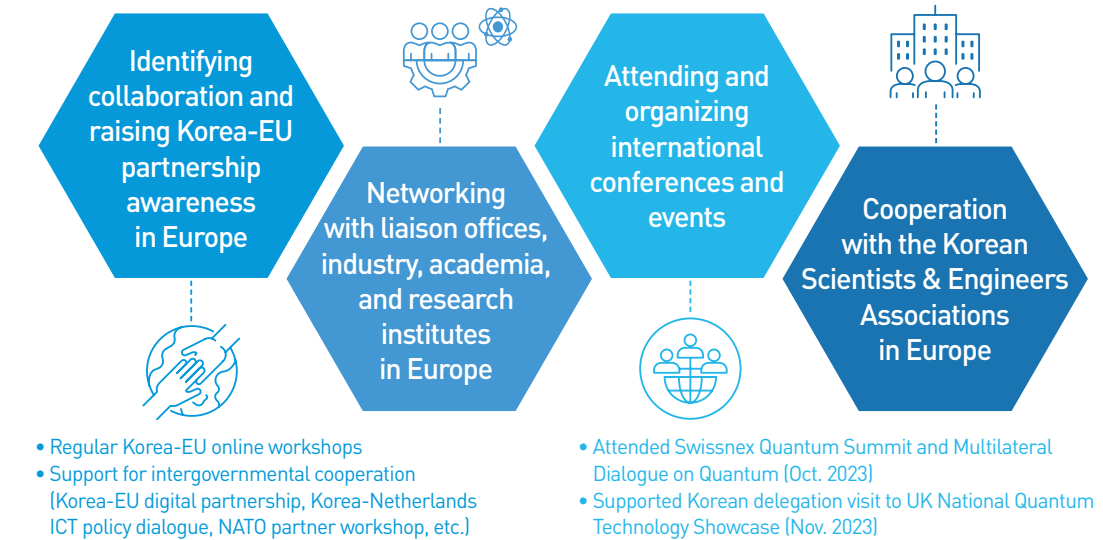 Identifying
collaboration and
raising Korea-EU
partnership
awareness
in Europe
Networking
with liaison offices,
industry, academia,
and research
institutes
in Europe
Attending and
organizing
international
conferences and
events
Cooperation
with the Korean
Scientists & Engineers
Associations
in Europe
• Regular Korea-EU online workshops
• Support for intergovernmental cooperation
(Korea-EU digital partnership, Korea-Netherlands
ICT policy dialogue, NATO partner workshop, etc.)
• Attended Swissnex Quantum Summit and Multilateral
Dialogue on Quantum (Oct. 2023)
• Supported Korean delegation visit to UK National Quantum
Technology Showcase (Nov. 2023)